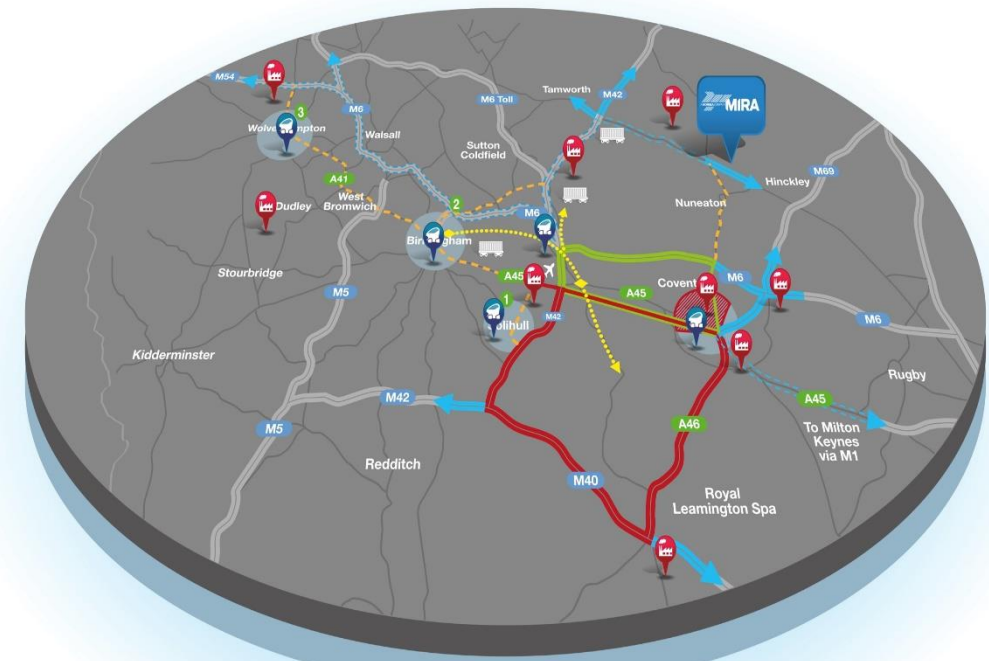 M54
M6
M6 Toll
Tamworth
M42
MIRA
3
Walsall
Sutton
Coldfield
Hinckley
M69
A41
West
Bromwich
Dudley
2
M6
Nuneaton
Stourbridge
M5
A45
A45
M6
1
M42
M6
Kidderminster
Rugby
M42
A45
M5
A46
To Milton
Keynes
via M1
Redditch
M40
Royal
Leamington Spa